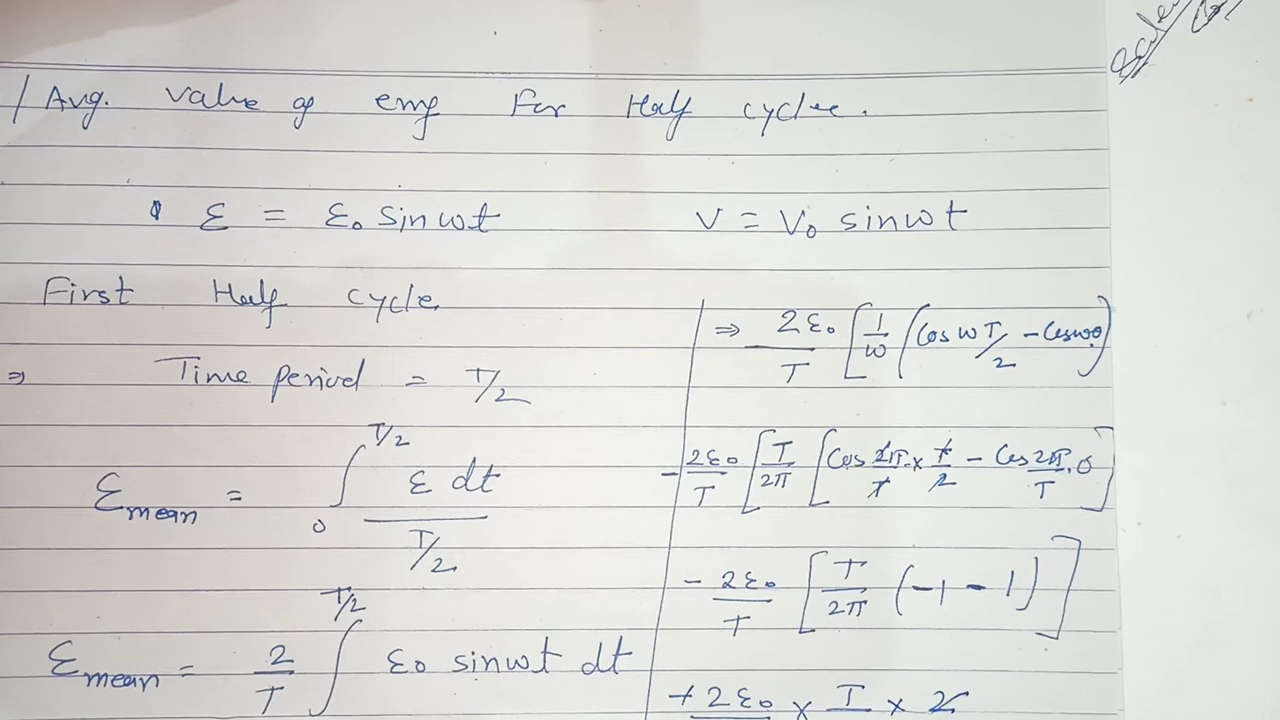 / Avg. value of emf For Half cycle.
ε = ε₀ sin ωt V = V₀ sin ωt
First Half cycle
⇒ Time period = T/2
ε_mean = ∫₀^{T/2} ε dt / (T/2)
ε_mean = 2/T ∫^{T/2} ε₀ sin ωt dt
⇒ 2ε₀/T [1/ω (Cos ωT/2 - Cos ω0)
- 2ε₀/T [T/2π [Cos 2π/T × T/2 - Cos 2π/T . 0]
- 2ε₀/T [T/2π (-1 - 1)]
+ 2ε₀ × T × 2